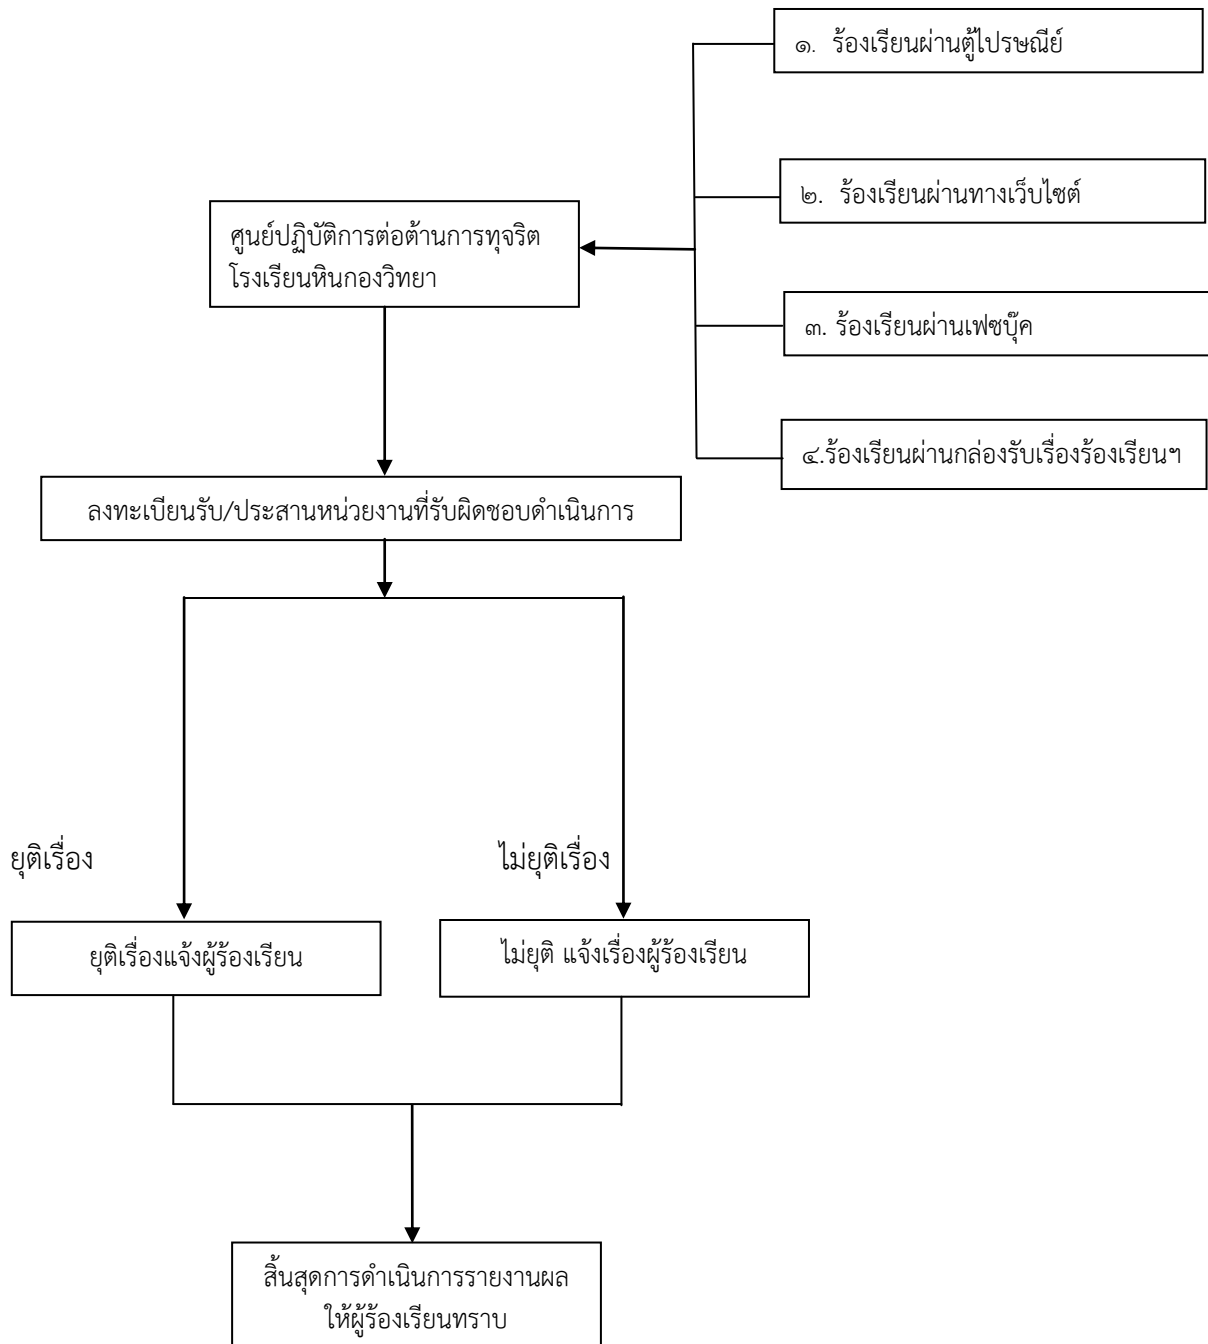 ๑. ร้องเรียนผ่านตู้ไปรษณีย์
๒. ร้องเรียนผ่านทางเว็บไซต์
ศูนย์ปฏิบัติการต่อต้านการทุจริต
โรงเรียนหินกองวิทยา
๓. ร้องเรียนผ่านเฟซบุ๊ค
๔.ร้องเรียนผ่านกล่องรับเรื่องร้องเรียนฯ
ลงทะเบียนรับ/ประสานหน่วยงานที่รับผิดชอบดำเนินการ
ยุติเรื่อง
ไม่ยุติเรื่อง
ยุติเรื่องแจ้งผู้ร้องเรียน
ไม่ยุติ แจ้งเรื่องผู้ร้องเรียน
สิ้นสุดการดำเนินการรายงานผล
ให้ผู้ร้องเรียนทราบ